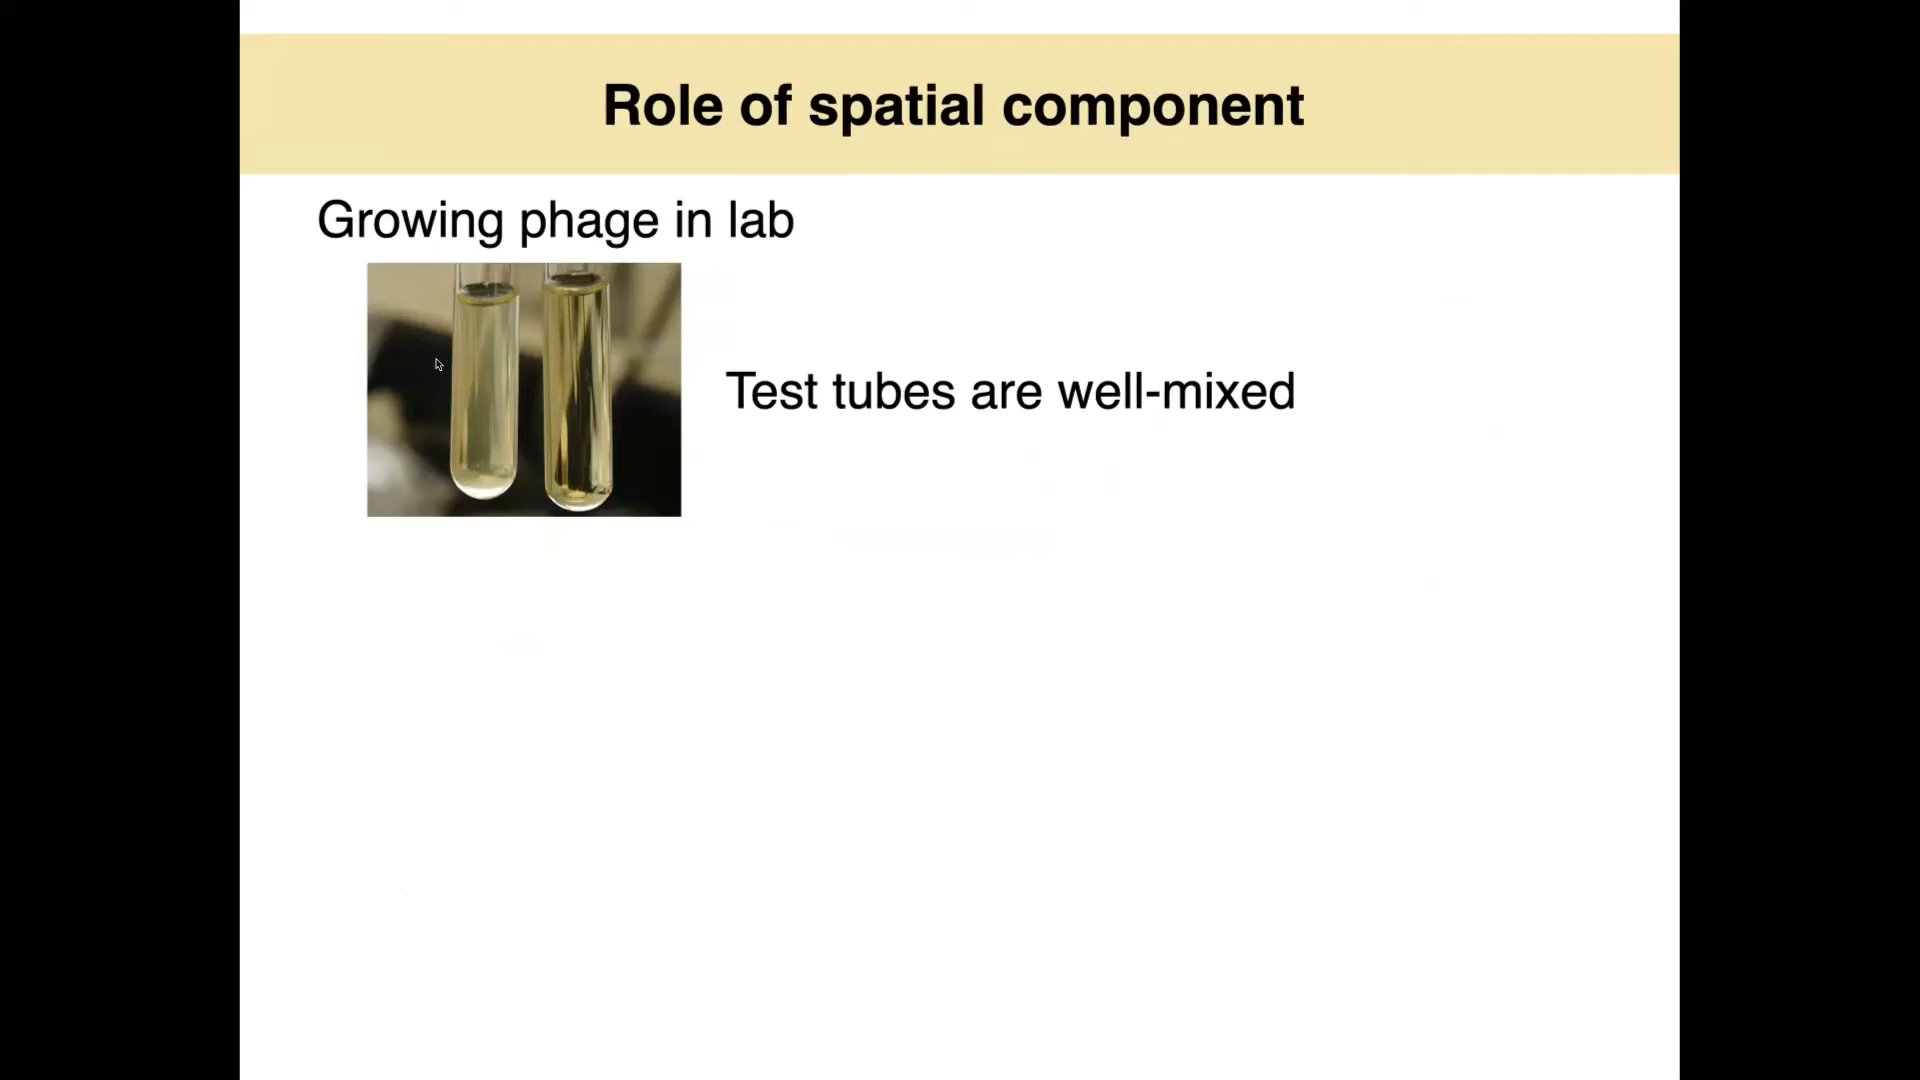 Role of spatial component
Growing phage in lab
Test tubes are well-mixed